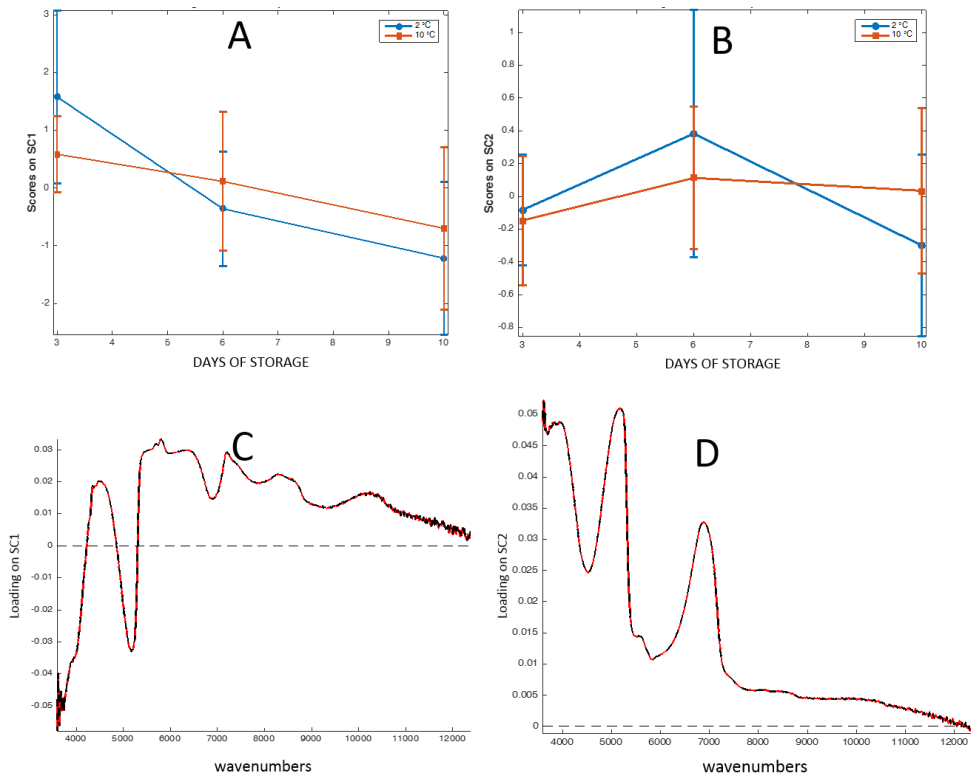 A
2 °C
10 °C
Scores on SC1
3
2
1
0
-1
-2
3 4 5 6 7 8 9 10
DAYS OF STORAGE
B
2 °C
10 °C
Scores on SC2
1
0.8
0.6
0.4
0.2
0
-0.2
-0.4
-0.6
-0.8
3 4 5 6 7 8 9 10
DAYS OF STORAGE
C
Loading on SC1
0.03
0.02
0.01
0
-0.01
-0.02
-0.03
-0.04
-0.05
4000 5000 6000 7000 8000 9000 10000 11000 12000
wavenumbers
D
Loading on SC2
0.05
0.045
0.04
0.035
0.03
0.025
0.02
0.015
0.01
0.005
0
4000 5000 6000 7000 8000 9000 10000 11000 12000
wavenumbers